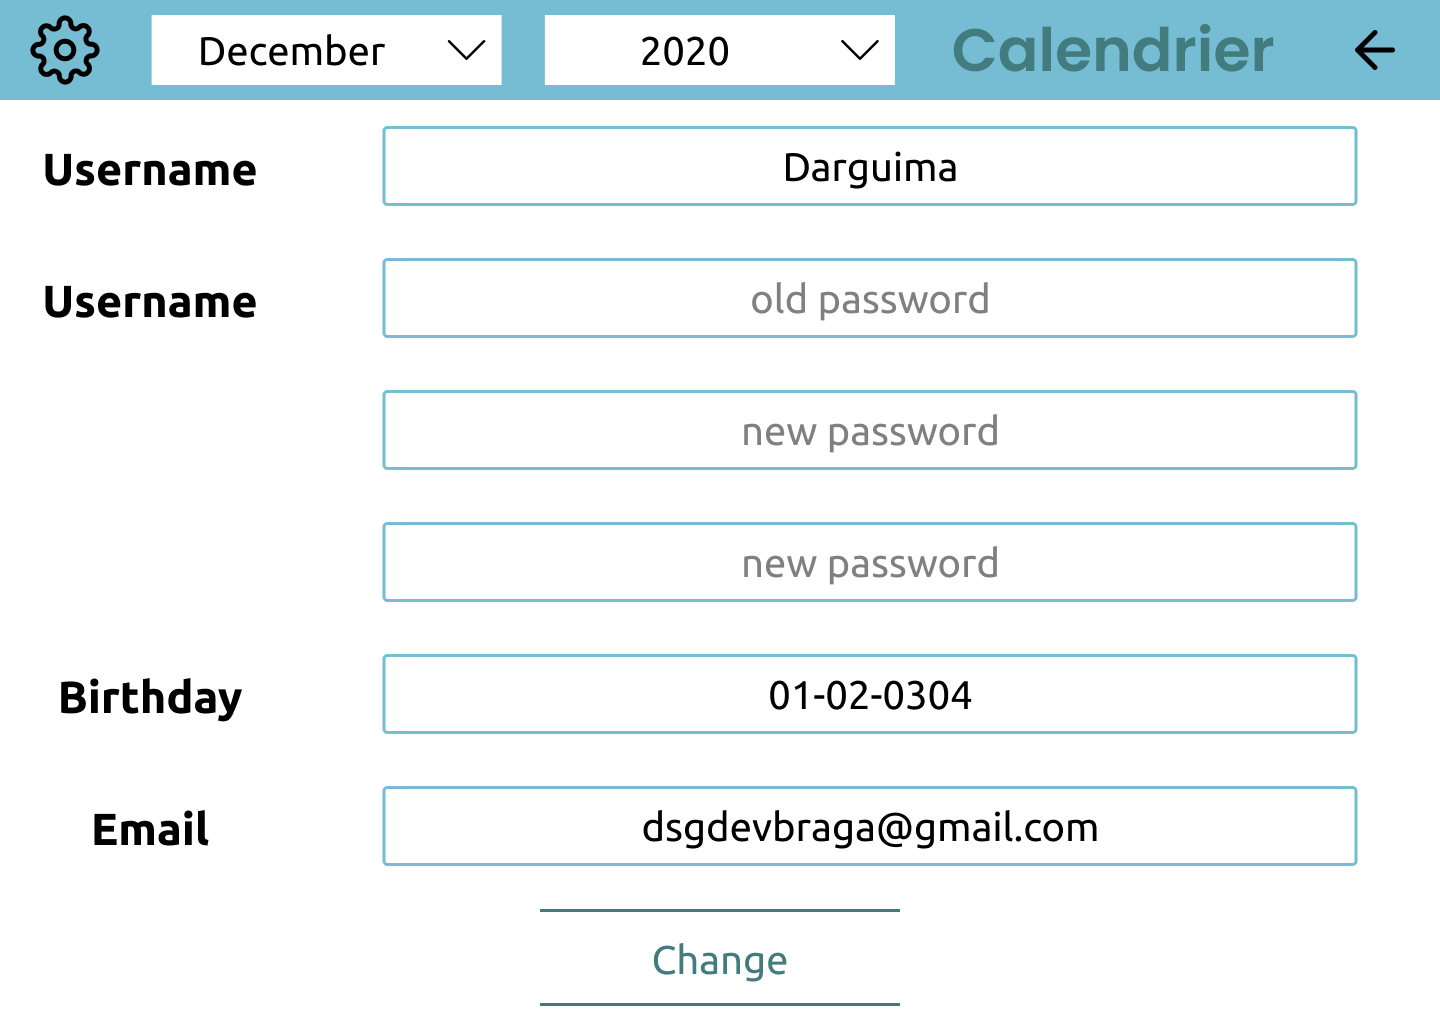 December 2020 Calendrier
Username Darguima
Username old password
new password
new password
Birthday 01-02-0304
Email dsgdevbraga@gmail.com
Change